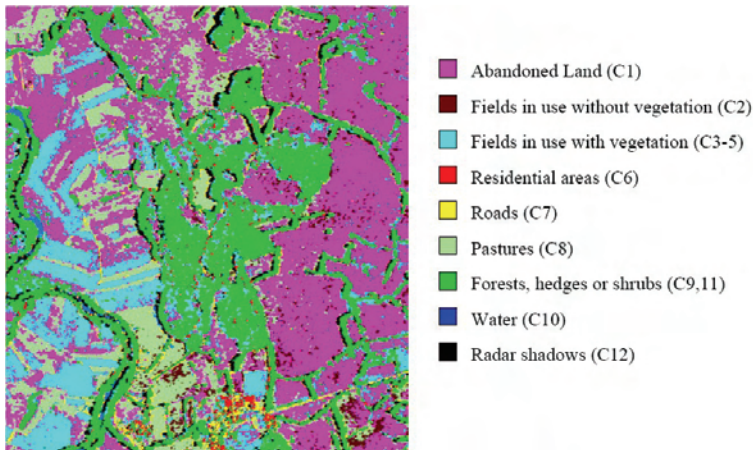 Abandoned Land (C1)
Fields in use without vegetation (C2)
Fields in use with vegetation (C3-5)
Residential areas (C6)
Roads (C7)
Pastures (C8)
Forests, hedges or shrubs (C9,11)
Water (C10)
Radar shadows (C12)